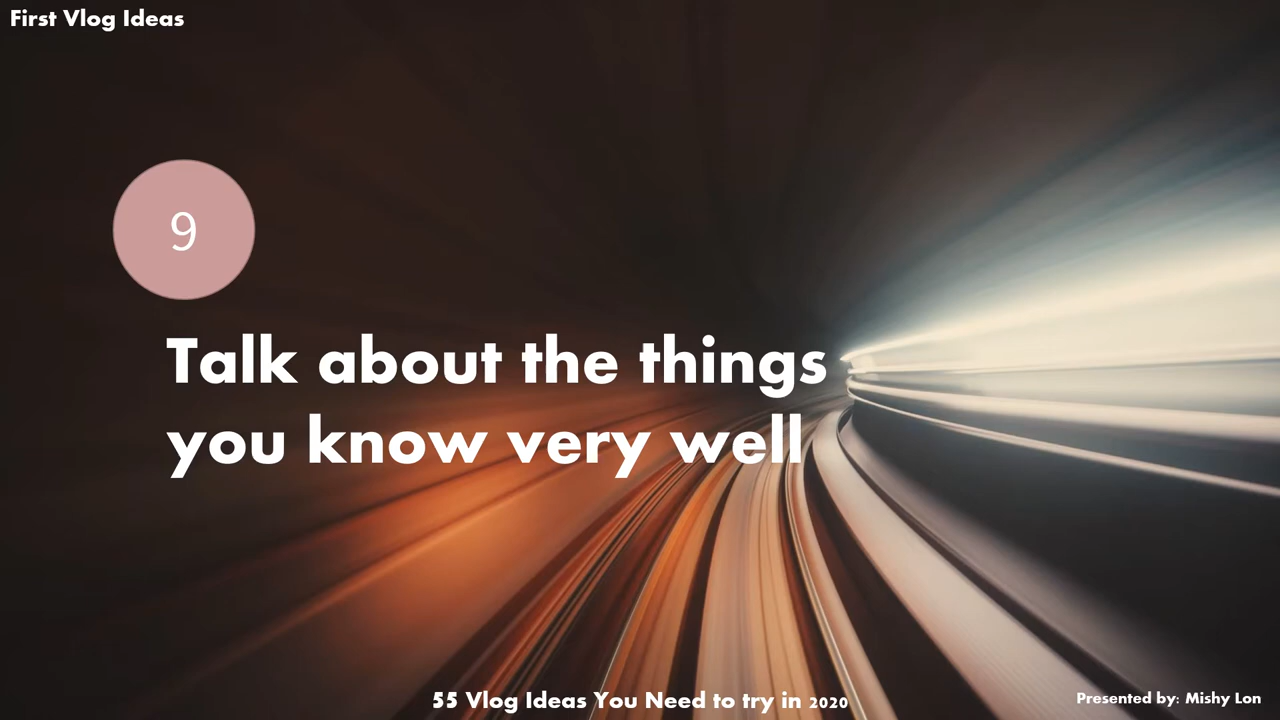 First Vlog Ideas
9
Talk about the things
you know very well
55 Vlog Ideas You Need to try in 2020
Presented by: Mishy Lon